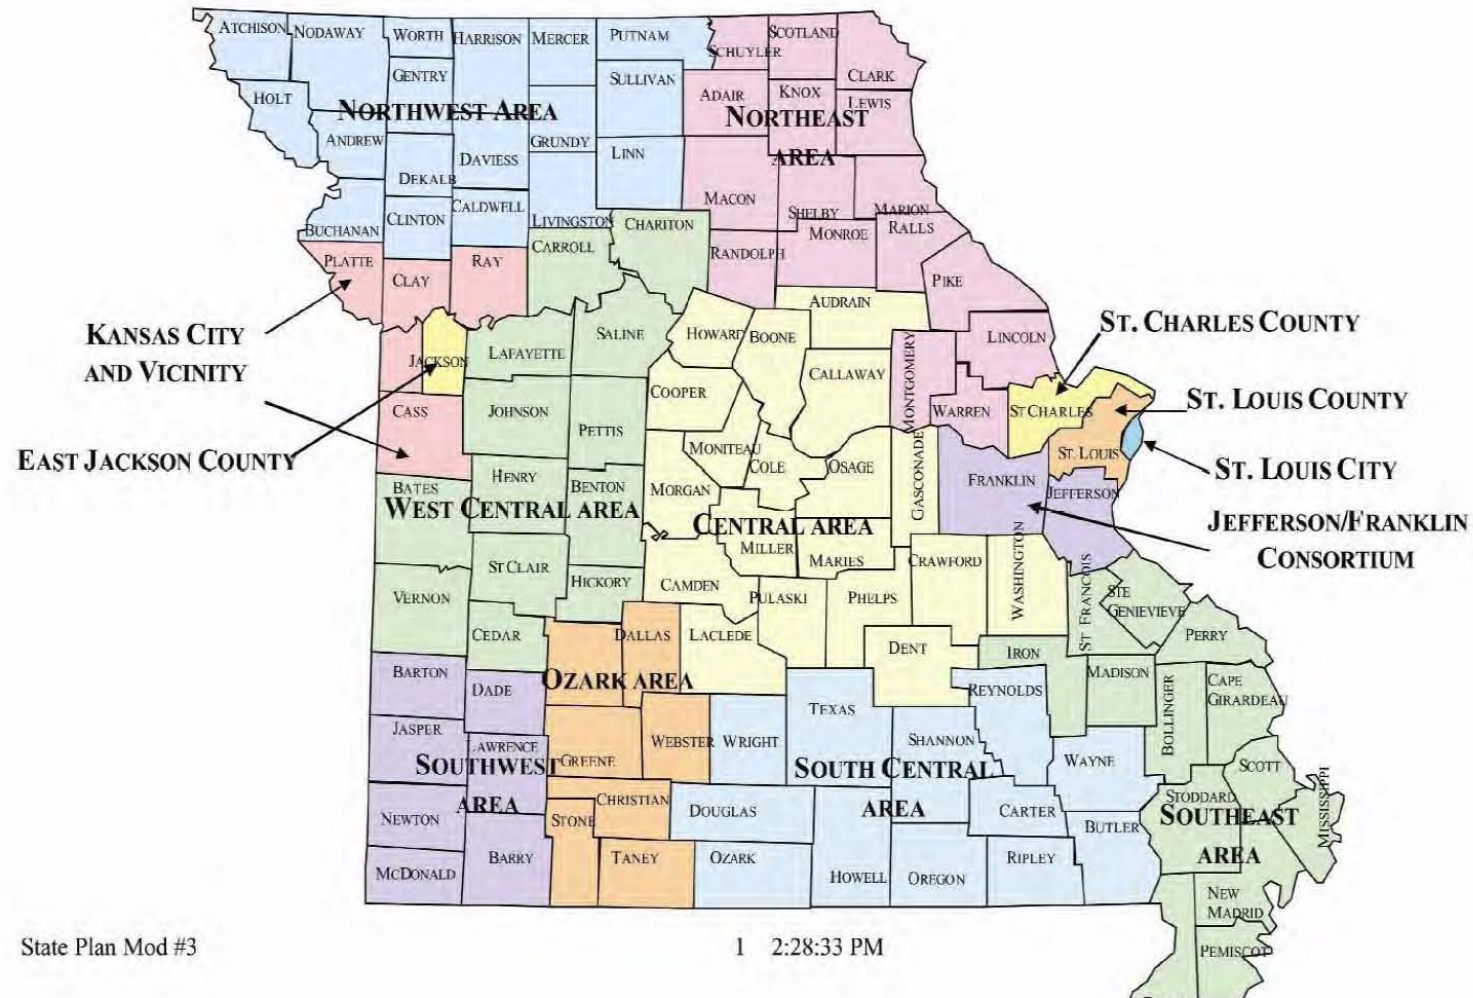 ATCHISON
NODAWAY
WORTH
HARRISON
MERCER
PUTNAM
SCHUYLER
SCOTLAND
CLARK
GENTRY
SULLIVAN
ADAIR
KNOX
LEWIS
HOLT
NORTHWEST AREA
NORTHEAST
AREA
ANDREW
DEKALB
DAVIESS
GRUNDY
LINN
MACON
SHELBY
MARION
BUCHANAN
CLINTON
CALDWELL
LIVINGSTON
CHARITON
MONROE
RALLS
PLATTE
CLAY
RAY
CARROLL
RANDOLPH
PIKE
AUDRAIN
KANSAS CITY
AND VICINITY
JACKSON
LAFAYETTE
SALINE
HOWARD
BOONE
CALLAWAY
MONTGOMERY
LINCOLN
ST. CHARLES COUNTY
CASS
JOHNSON
PETTIS
COOPER
WARREN
ST CHARLES
ST. LOUIS COUNTY
EAST JACKSON COUNTY
MONITEAU
COLE
OSAGE
GASCONADE
FRANKLIN
ST. LOUIS
JEFFERSON
ST. LOUIS CITY
JEFFERSON/FRANKLIN
CONSORTIUM
BATES
HENRY
BENTON
MORGAN
WEST CENTRAL AREA
CENTRAL AREA
MILLER
MARIES
CRAWFORD
WASHINGTON
ST CLAIR
HICKORY
CAMDEN
PULASKI
PHELPS
ST FRANCOIS
STE
GENIEVIEVE
VERNON
CEDAR
DALLAS
LACLEDE
DENT
IRON
PERRY
BARTON
DADE
OZARK AREA
REYNOLDS
MADISON
BOLLINGER
CAPE
GIRARDEAU
JASPER
LAWRENCE
GREENE
WEBSTER
WRIGHT
TEXAS
SHANNON
WAYNE
SCOTT
MISSISSIPPI
SOUTHWEST
AREA
SOUTH CENTRAL
AREA
NEWTON
STONE
CHRISTIAN
DOUGLAS
CARTER
BUTLER
STODDARD
SOUTHEAST
AREA
MCDONALD
BARRY
TANEY
OZARK
HOWELL
OREGON
RIPLEY
NEW
MADRID
PEMISCOT
State Plan Mod #3
1 2:28:33 PM